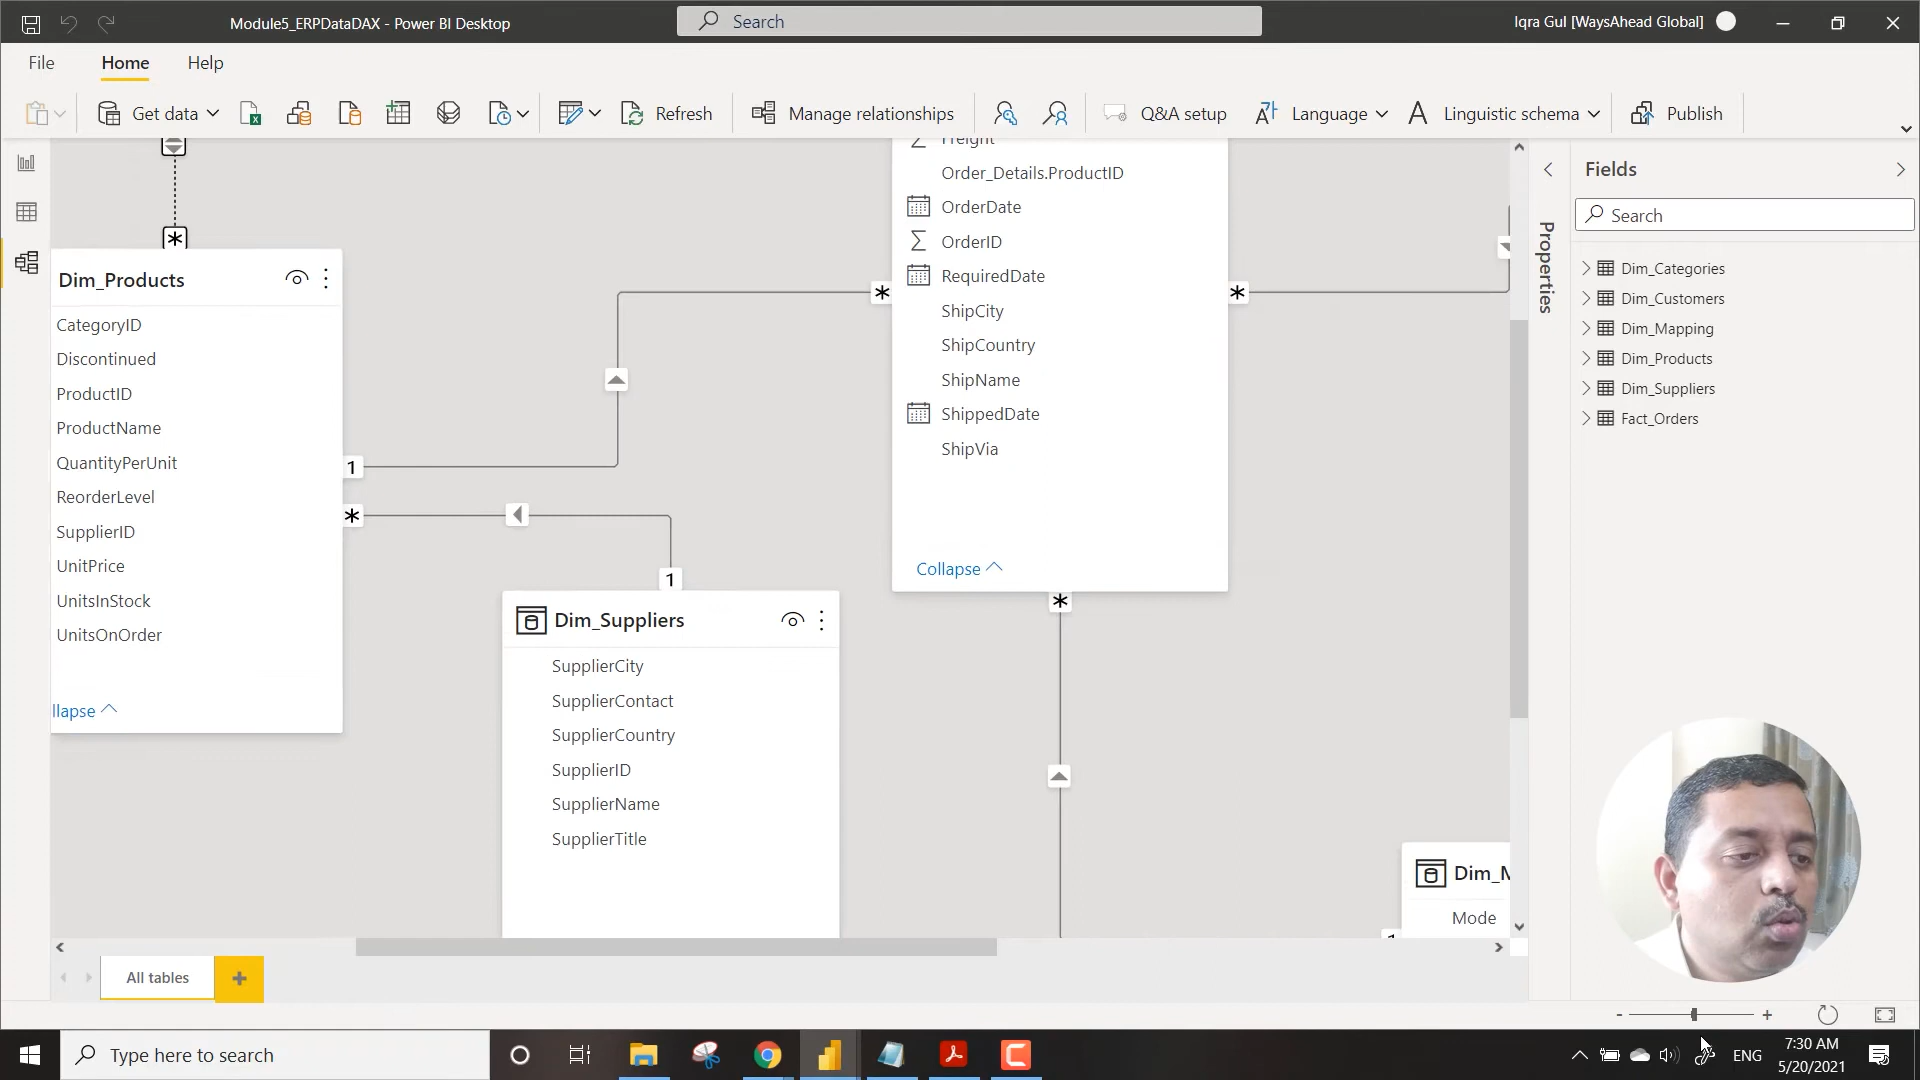 Module5_ERPDataDAX - Power BI Desktop
Search
Iqra Gul [WaysAhead Global]
File
Home
Help
Get data
Refresh
Manage relationships
Q&A setup
Language
Linguistic schema
Publish
Freight
Order_Details.ProductID
OrderDate
OrderID
RequiredDate
ShipCity
ShipCountry
ShipName
ShippedDate
ShipVia
Collapse
*
*
*
*
Dim_Products
CategoryID
Discontinued
ProductID
ProductName
QuantityPerUnit
ReorderLevel
SupplierID
UnitPrice
UnitsInStock
UnitsOnOrder
llapse
1
*
1
Dim_Suppliers
SupplierCity
SupplierContact
SupplierCountry
SupplierID
SupplierName
SupplierTitle
Dim_M
Mode
Properties
Fields
Search
Dim_Categories
Dim_Customers
Dim_Mapping
Dim_Products
Dim_Suppliers
Fact_Orders
All tables
+
- +
Type here to search
ENG
7:30 AM
5/20/2021